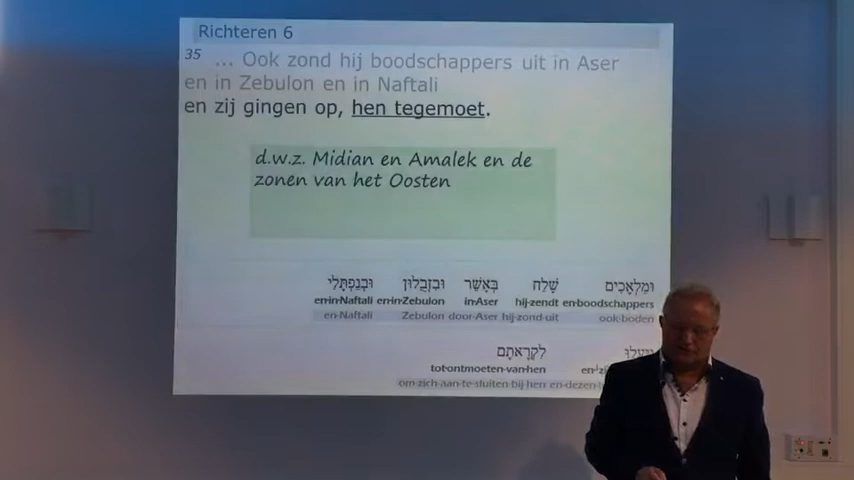 Richteren 6
35 ... Ook zond hij boodschappers uit in Aser
en in Zebulon en in Naftali
en zij gingen op, hen tegemoet.
d.w.z. Midian en Amalek en de
zonen van het Oosten
וּמַלְאָכִים שָׁלַח בְּאָשֵׁר וּבִזְבֻלוּן וּבְנַפְתָּלִי
en·in·Naftali en·in·Zebulon in·Aser hij·zendt en·boodschappers
en·Naftali Zebulon door·Aser hij·zond·uit ook·boden
לִקְרָאתָם
tot·ontmoeten·van·hen
om·zich·aan·te·sluiten·bij·hen